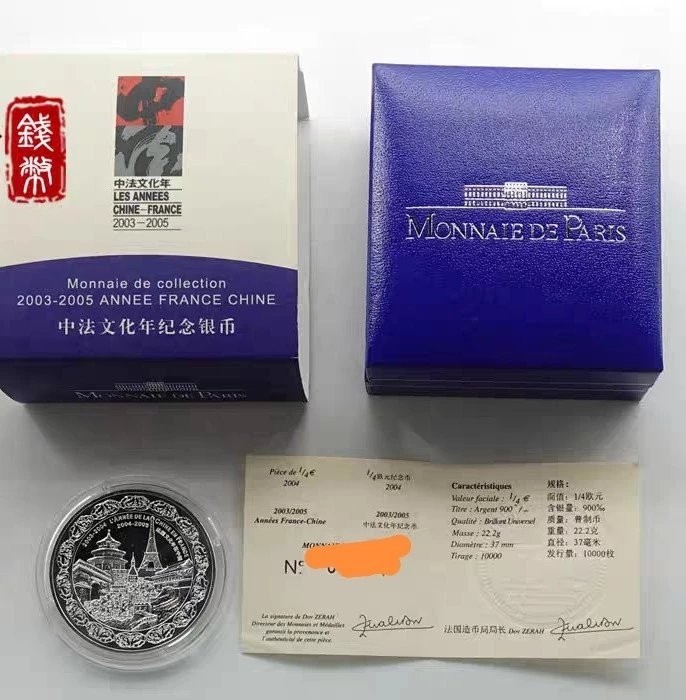 錢幣
中法文化年
LES ANNEES
CHINE-FRANCE
2003-2005
Monnaie de collection
2003-2005 ANNEE FRANCE CHINE
中法文化年纪念银币
MONNAIE DE PARIS
MONNAIE DE PARIS
2004-2005
Pièce de 1/4 €
2004
2003/2005
Années France-Chine
N°
La signature de Dov ZERAH
Directeur des Monnaies et Médailles
garantit la provenance et
l'authenticité de cette pièce.
1/4欧元纪念币
2004
2003/2005
中法文化年纪念币
Caractéristiques
Valeur faciale : 1/4 €
Titre : Argent 900 ‰
Qualité : Brillant Universel
Masse : 22.2g
Diamètre : 37 mm
Tirage : 10000
规格:
面值: 1/4欧元
含银量: 900‰
质量: 普制币
重量: 22.2克
直径: 37毫米
发行量: 10000枚
法国造币局局长 Dov ZERAH